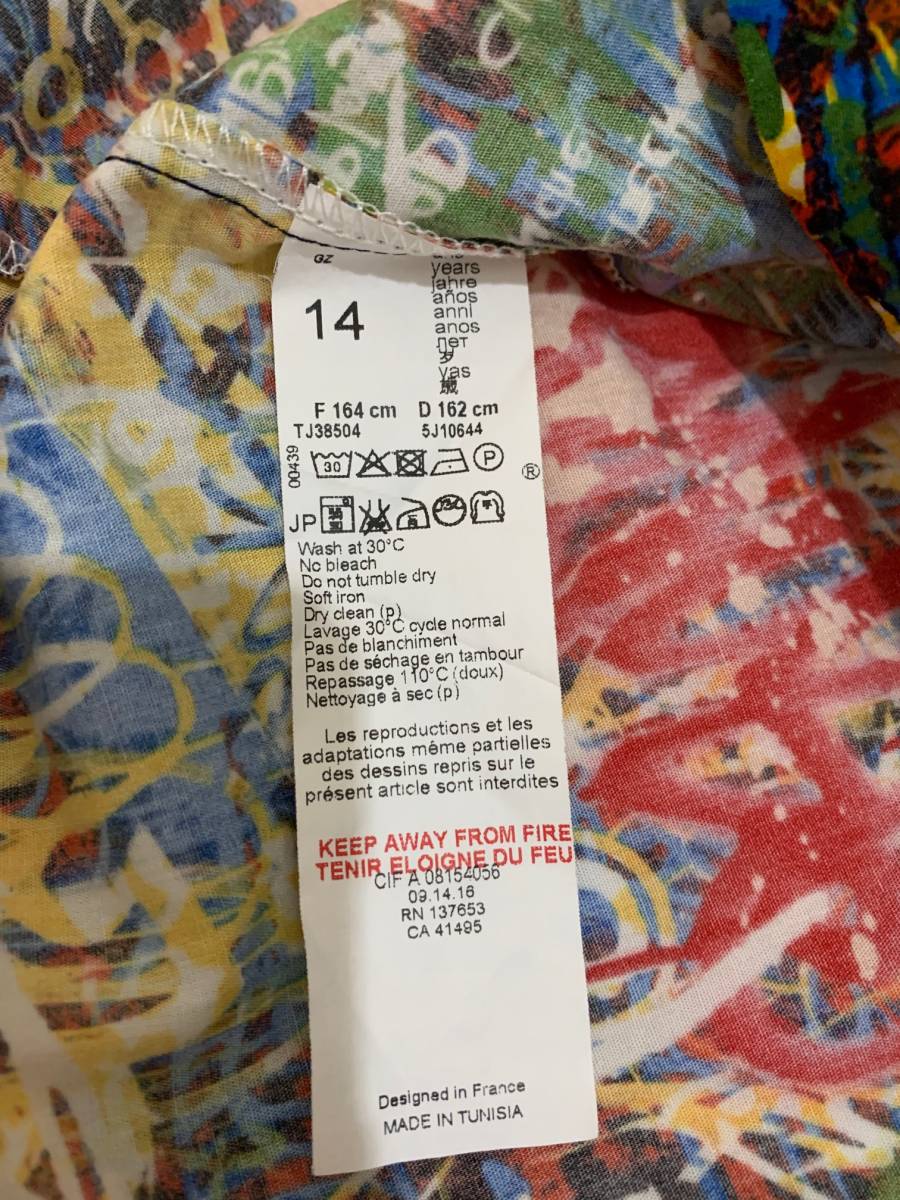 GZ
years
Jahre
años
anni
anos
лет
岁
yas
歳
14
F 164 cm D 162 cm
TJ38504 5J10644
00439
30 P
®
JP
Wash at 30°C
No bleach
Do not tumble dry
Soft iron
Dry clean (p)
Lavage 30°C cycle normal
Pas de blanchiment
Pas de séchage en tambour
Repassage 110°C (doux)
Nettoyage à sec (p)
Les reproductions et les
adaptations même partielles
des dessins repris sur le
présent article sont interdites
KEEP AWAY FROM FIRE
TENIR ELOIGNE DU FEU
CIF A 08154056
09.14.16
RN 137653
CA 41495
Designed in France
MADE IN TUNISIA